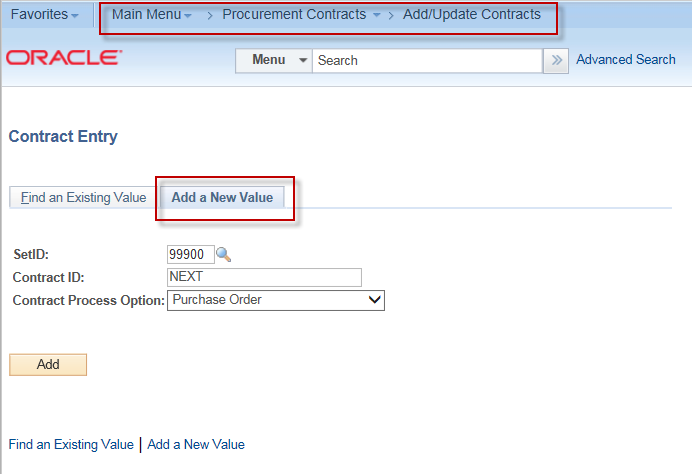 Favorites Main Menu > Procurement Contracts > Add/Update Contracts
ORACLE Menu Search » Advanced Search
Contract Entry
Find an Existing Value Add a New Value
SetID: 99900
Contract ID: NEXT
Contract Process Option: Purchase Order
Add
Find an Existing Value | Add a New Value